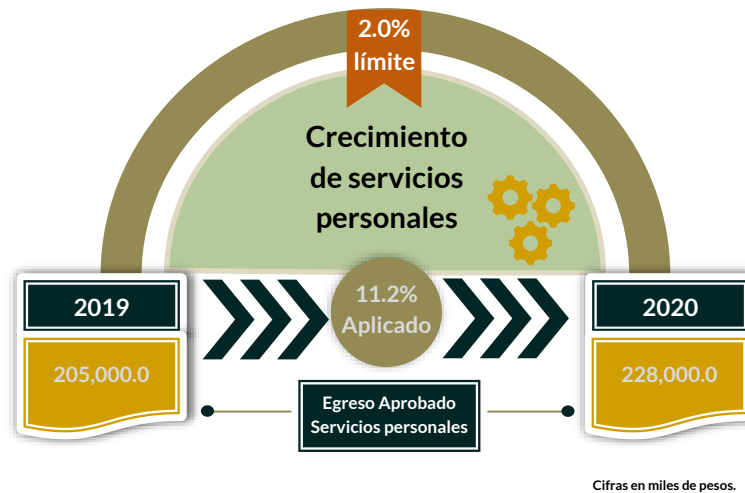 2.0%
límite
Crecimiento
de servicios
personales
2019
11.2%
Aplicado
2020
205,000.0
228,000.0
Egreso Aprobado
Servicios personales
Cifras en miles de pesos.